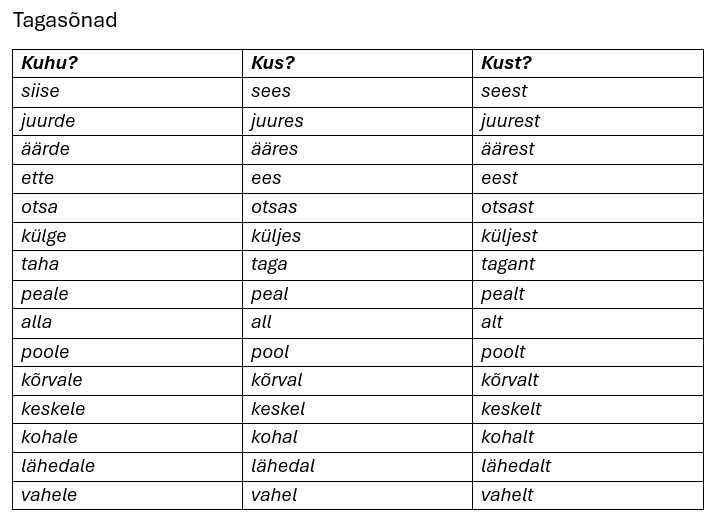 Tagasõnad
Kuhu? Kus? Kust?
siise sees seest
juurde juures juurest
äärde ääres äärest
ette ees eest
otsa otsas otsast
külge küljes küljest
taha taga tagant
peale peal pealt
alla all alt
poole pool poolt
kõrvale kõrval kõrvalt
keskele keskel keskelt
kohale kohal kohalt
lähedale lähedal lähedalt
vahele vahel vahelt